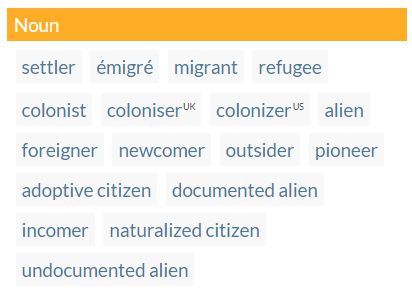 Noun
settler émigré migrant refugee
colonist coloniserUK colonizerUS alien
foreigner newcomer outsider pioneer
adoptive citizen documented alien
incomer naturalized citizen
undocumented alien